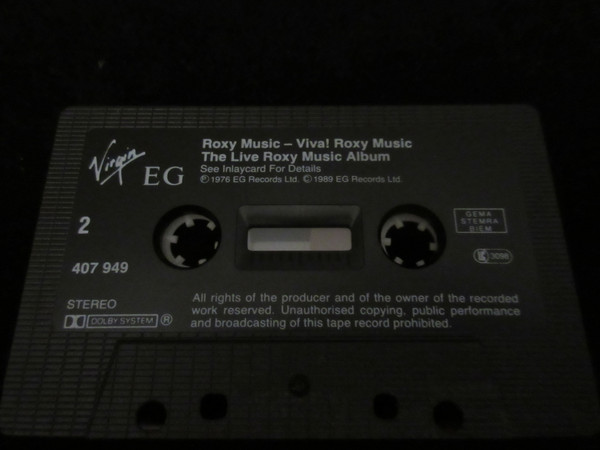 Roxy Music – Viva! Roxy Music
The Live Roxy Music Album
See Inlaycard For Details
℗1976 EG Records Ltd. ©1989 EG Records Ltd.
Virgin EG
2
GEMA
STEMRA
B/EM
LC 3098
407 949
STEREO
DOLBY SYSTEM ®
All rights of the producer and of the owner of the recorded
work reserved. Unauthorised copying, public performance
and broadcasting of this tape record prohibited.